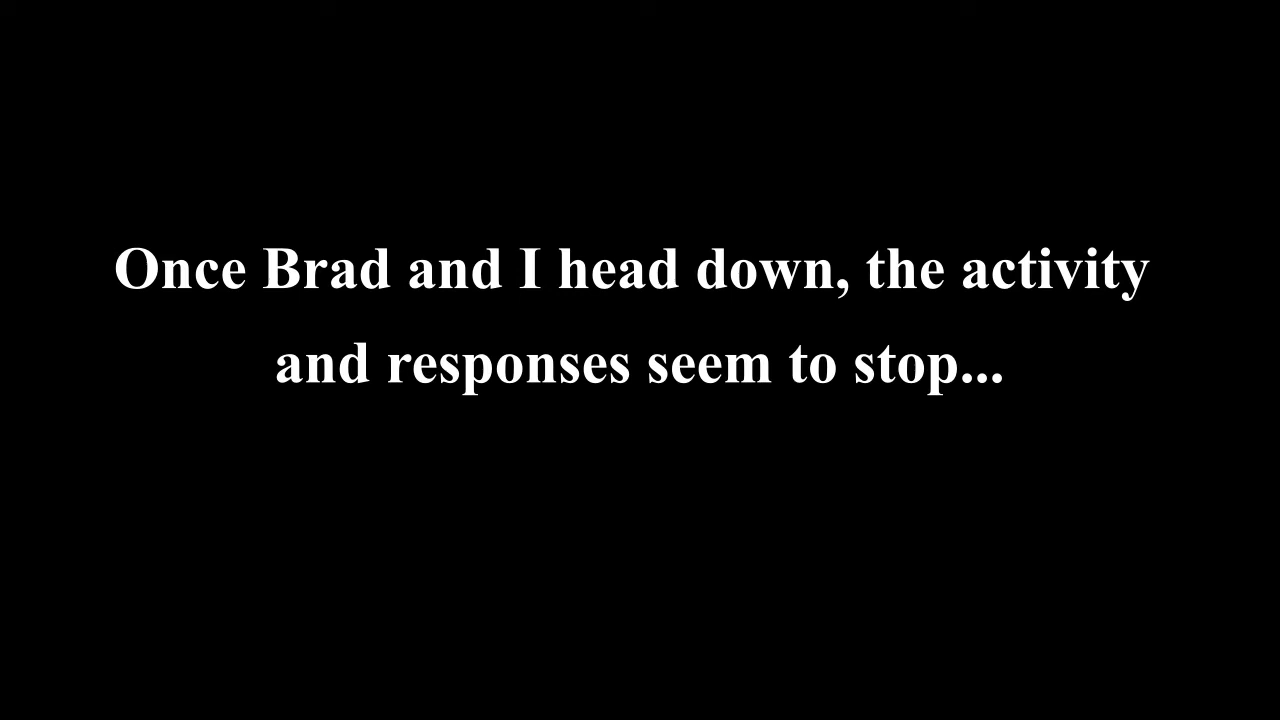 Once Brad and I head down, the activity
and responses seem to stop...